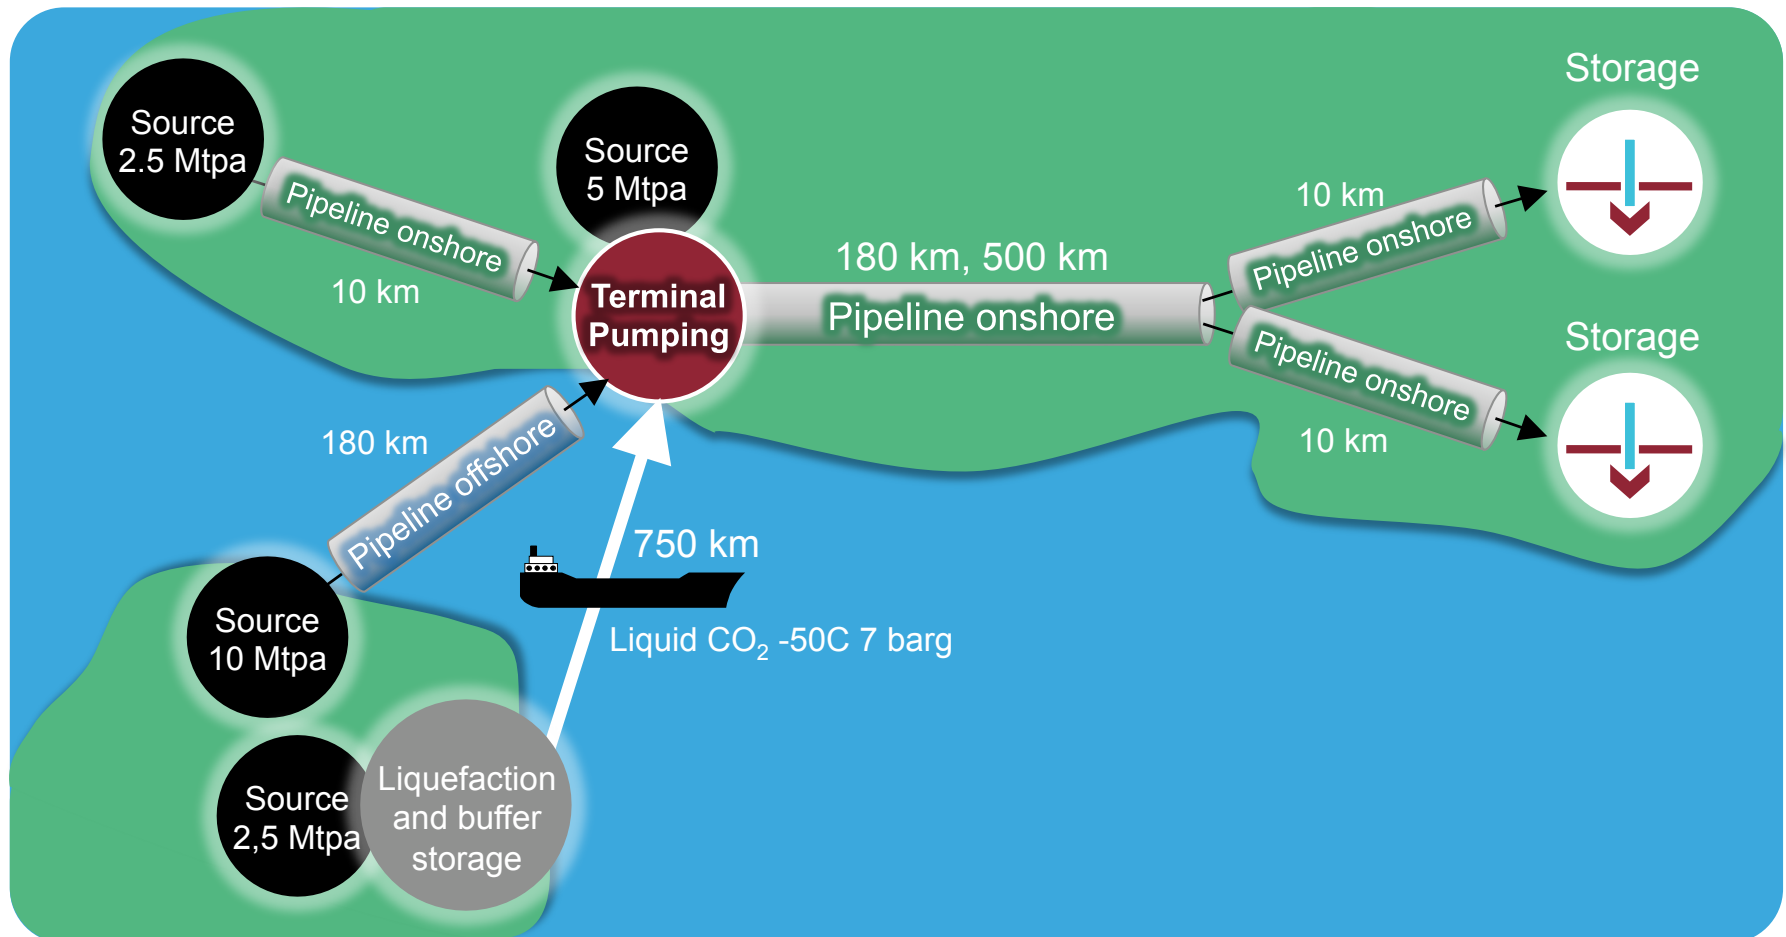 Source
2.5 Mtpa
Pipeline onshore
10 km
Source
5 Mtpa
Terminal
Pumping
180 km, 500 km
Pipeline onshore
10 km
Pipeline onshore
Storage
Pipeline onshore
10 km
Storage
180 km
Pipeline offshore
Source
10 Mtpa
750 km
Liquid CO₂ -50C 7 barg
Source
2,5 Mtpa
Liquefaction
and buffer
storage